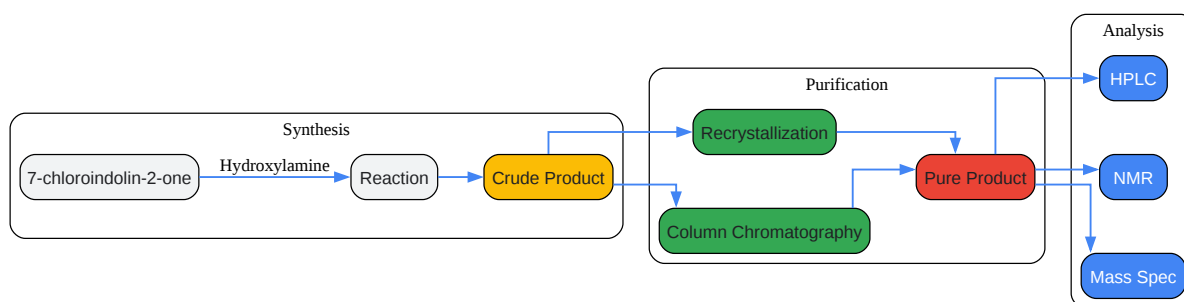 Synthesis
7-chloroindolin-2-one
Hydroxylamine
Reaction
Crude Product
Purification
Recrystallization
Column Chromatography
Pure Product
Analysis
HPLC
NMR
Mass Spec